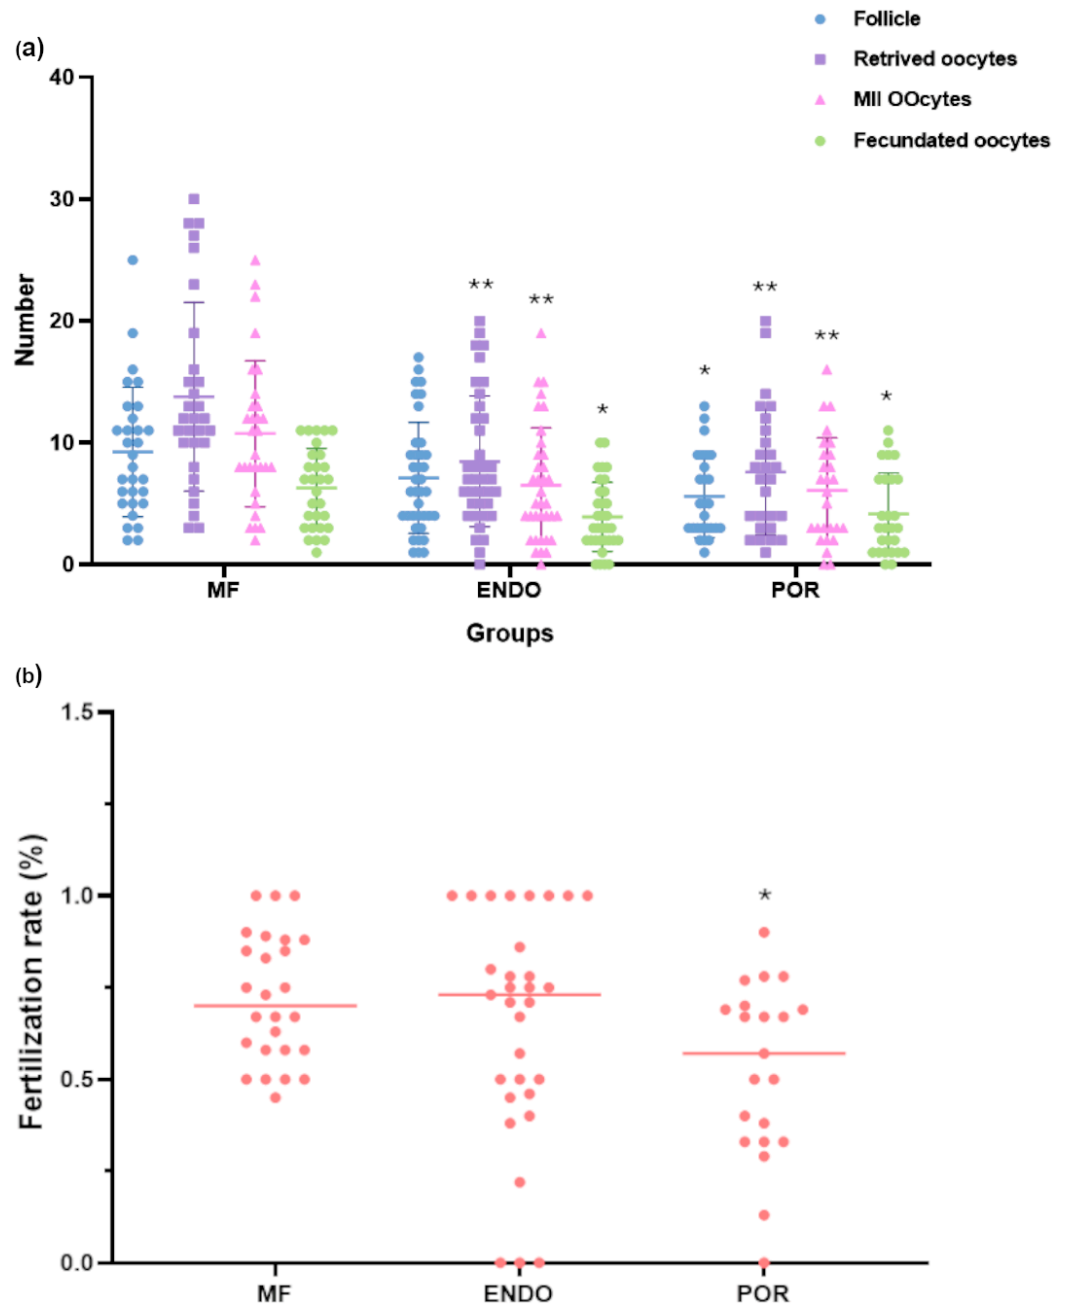 (a)
Follicle
Retrived oocytes
MII OOcytes
Fecundated oocytes
40
30
20
10
0
Number
** ** * * ** ** *
MF ENDO POR
Groups
(b)
1.5
1.0
0.5
0.0
Fertilization rate (%)
*
MF ENDO POR